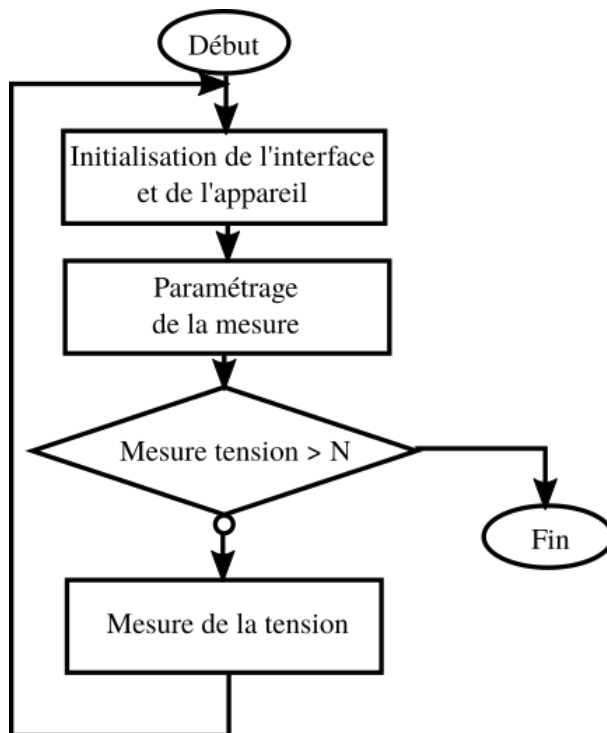 Début
Initialisation de l'interface
et de l'appareil
Paramétrage
de la mesure
Mesure tension > N
Fin
Mesure de la tension